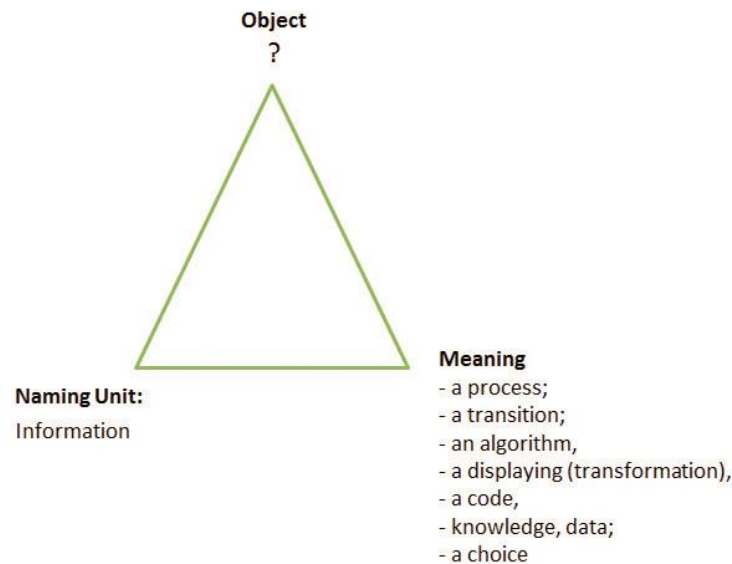 Object
?
Naming Unit:
Information
Meaning
- a process;
- a transition;
- an algorithm,
- a displaying (transformation),
- a code,
- knowledge, data;
- a choice